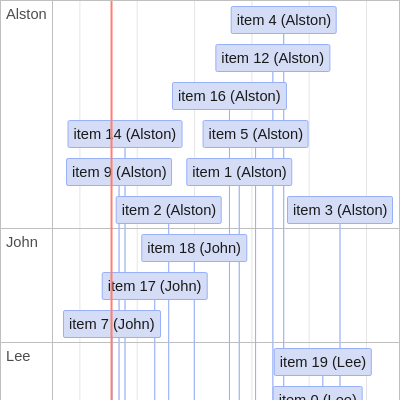 Alston
item 4 (Alston)
item 12 (Alston)
item 16 (Alston)
item 14 (Alston)
item 5 (Alston)
item 9 (Alston)
item 1 (Alston)
item 2 (Alston)
item 3 (Alston)
John
item 18 (John)
item 17 (John)
item 7 (John)
Lee
item 19 (Lee)
item 0 (Lee)